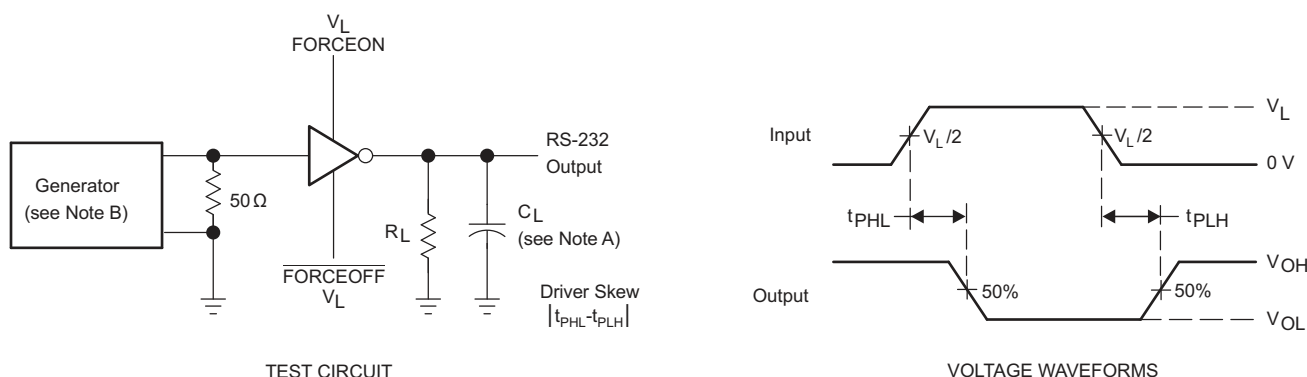 V_L
FORCEON
Generator
(see Note B)
50 Ω
RS-232
Output
R_L
C_L
(see Note A)
FORCEOFF
V_L
Driver Skew
|t_PHL-t_PLH|
TEST CIRCUIT
Input
V_L/2
V_L/2
V_L
0 V
t_PHL
t_PLH
Output
50%
50%
V_OH
V_OL
VOLTAGE WAVEFORMS